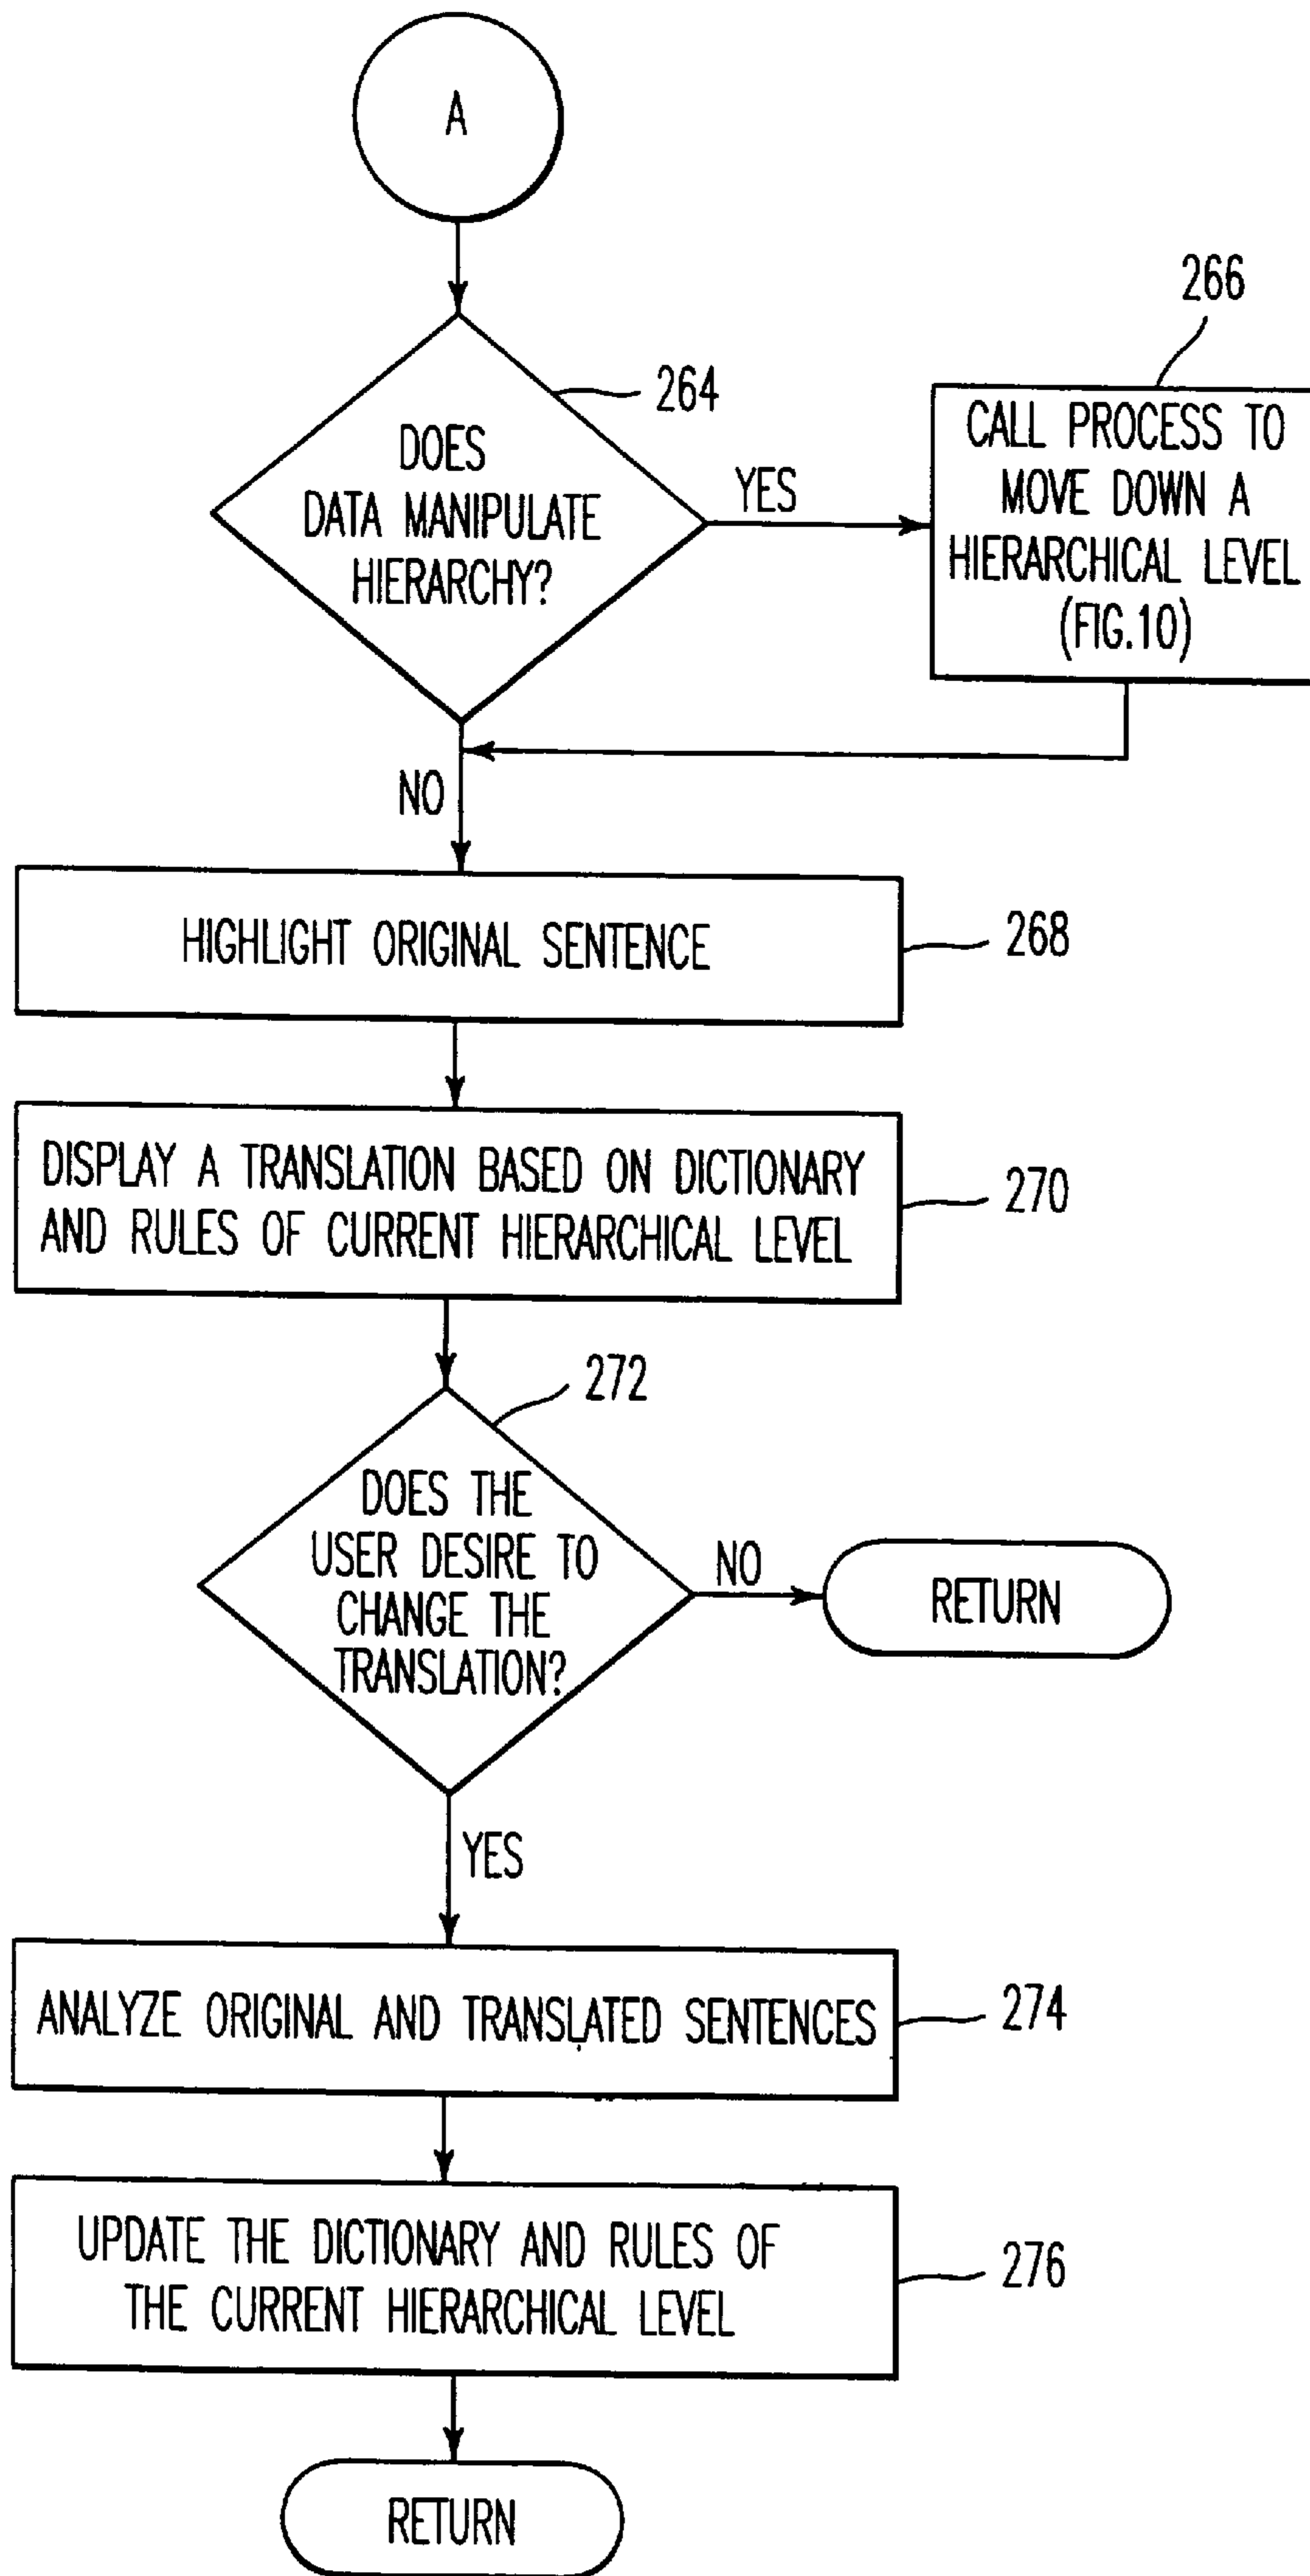 A
264
DOES
DATA MANIPULATE
HIERARCHY?
YES
266
CALL PROCESS TO
MOVE DOWN A
HIERARCHICAL LEVEL
(FIG.10)
NO
HIGHLIGHT ORIGINAL SENTENCE
268
DISPLAY A TRANSLATION BASED ON DICTIONARY
AND RULES OF CURRENT HIERARCHICAL LEVEL
270
272
DOES THE
USER DESIRE TO
CHANGE THE
TRANSLATION?
NO
RETURN
YES
ANALYZE ORIGINAL AND TRANSLATED SENTENCES
274
UPDATE THE DICTIONARY AND RULES OF
THE CURRENT HIERARCHICAL LEVEL
276
RETURN